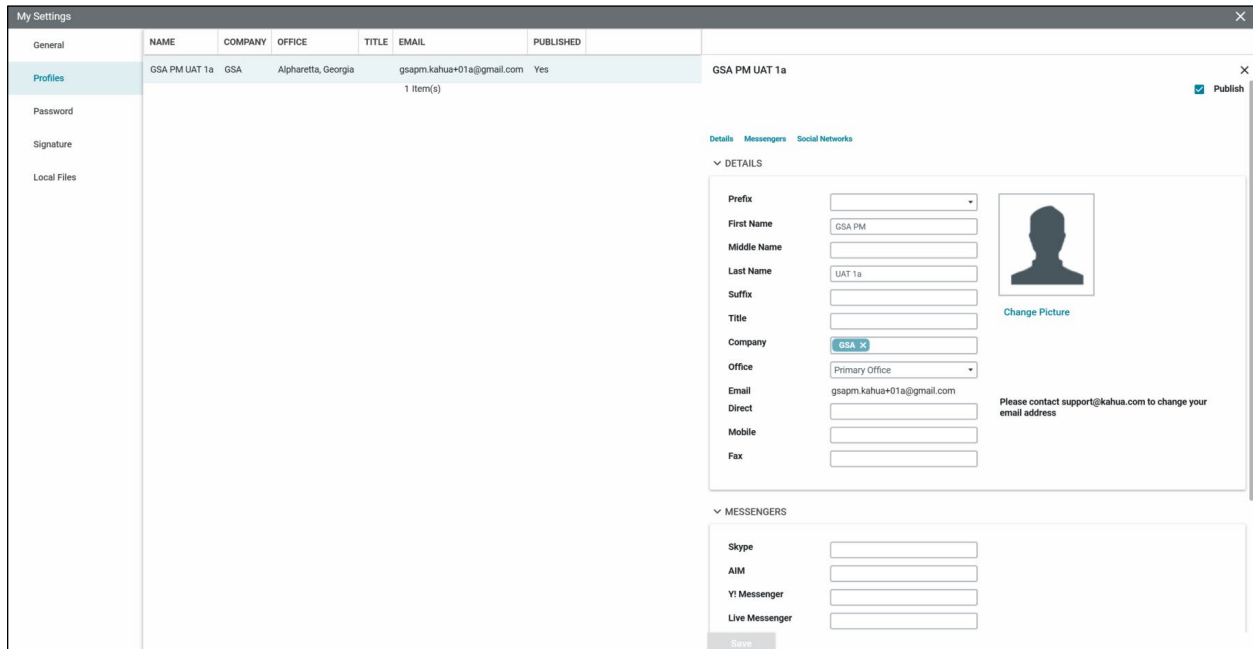 My Settings
General
Profiles
Password
Signature
Local Files
NAME COMPANY OFFICE TITLE EMAIL PUBLISHED
GSA PM UAT 1a GSA Alpharetta, Georgia gsapm.kahua+01a@gmail.com Yes
1 Item(s)
GSA PM UAT 1a
Publish
Details Messengers Social Networks
DETAILS
Prefix
First Name GSA PM
Middle Name
Last Name UAT 1a
Suffix
Title
Change Picture
Company GSA
Office Primary Office
Email gsapm.kahua+01a@gmail.com
Please contact support@kahua.com to change your
email address
Direct
Mobile
Fax
MESSENGERS
Skype
AIM
Y! Messenger
Live Messenger
Save